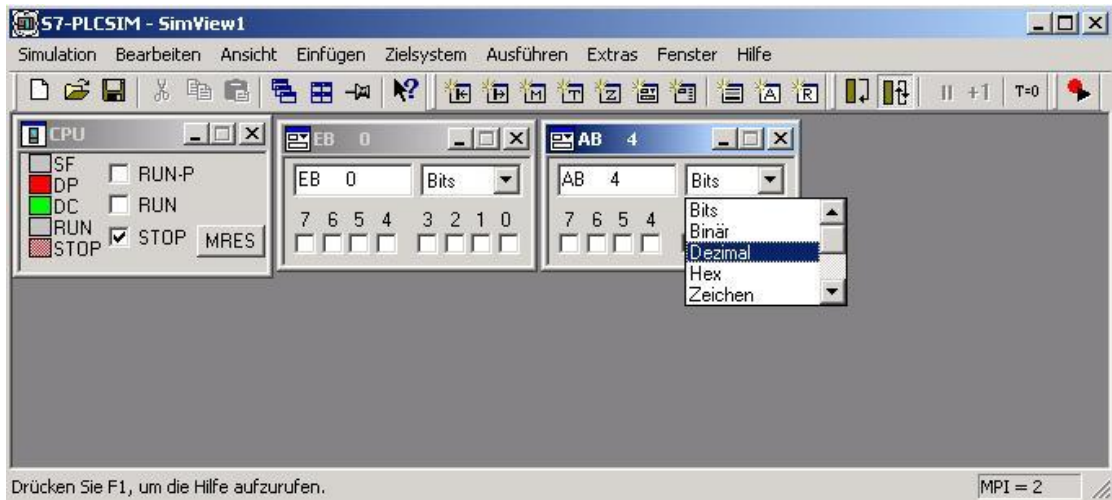 S7-PLCSIM - SimView1
Simulation Bearbeiten Ansicht Einfügen Zielsystem Ausführen Extras Fenster Hilfe
E A M T Z A R +1 T=0
CPU
SF
DP
DC
RUN
STOP
RUN-P
RUN
STOP
MRES
EB 0
EB 0 Bits
7 6 5 4 3 2 1 0
AB 4
AB 4 Bits
7 6 5 4
Bits
Binär
Dezimal
Hex
Zeichen
Drücken Sie F1, um die Hilfe aufzurufen.
MPI = 2